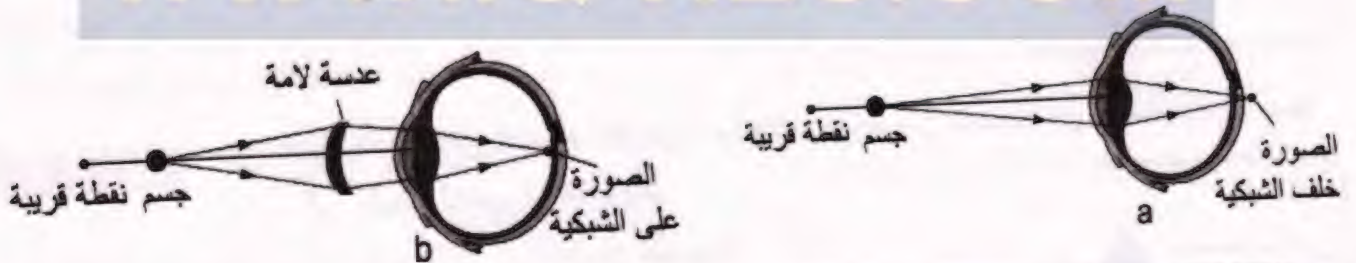 جسم نقطة قريبة
الصورة
خلف الشبكية
a
عدسة لامة
جسم نقطة قريبة
الصورة
على الشبكية
b